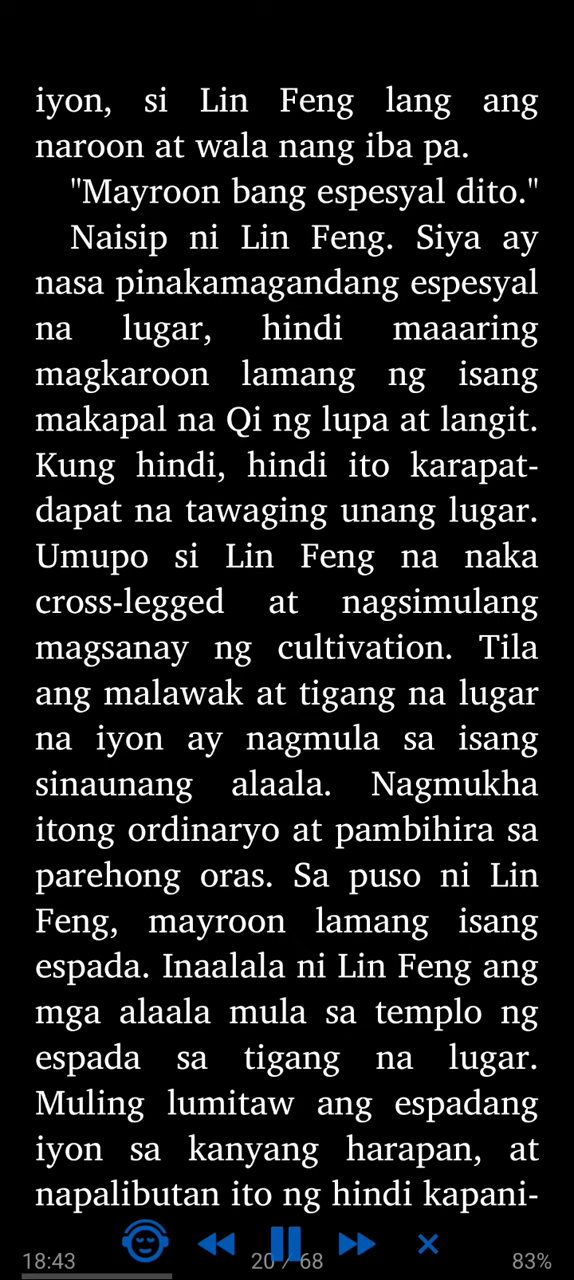 iyon, si Lin Feng lang ang
naroon at wala nang iba pa.
"Mayroon bang espesyal dito."
Naisip ni Lin Feng. Siya ay
nasa pinakamagandang espesyal
na lugar, hindi maaaring
magkaroon lamang ng isang
makapal na Qi ng lupa at langit.
Kung hindi, hindi ito karapat-
dapat na tawaging unang lugar.
Umupo si Lin Feng na naka
cross-legged at nagsimulang
magsanay ng cultivation. Tila
ang malawak at tigang na lugar
na iyon ay nagmula sa isang
sinaunang alaala. Nagmukha
itong ordinaryo at pambihira sa
parehong oras. Sa puso ni Lin
Feng, mayroon lamang isang
espada. Inaalala ni Lin Feng ang
mga alaala mula sa templo ng
espada sa tigang na lugar.
Muling lumitaw ang espadang
iyon sa kanyang harapan, at
napalibutan ito ng hindi kapani-
18:43 20 / 68 83%